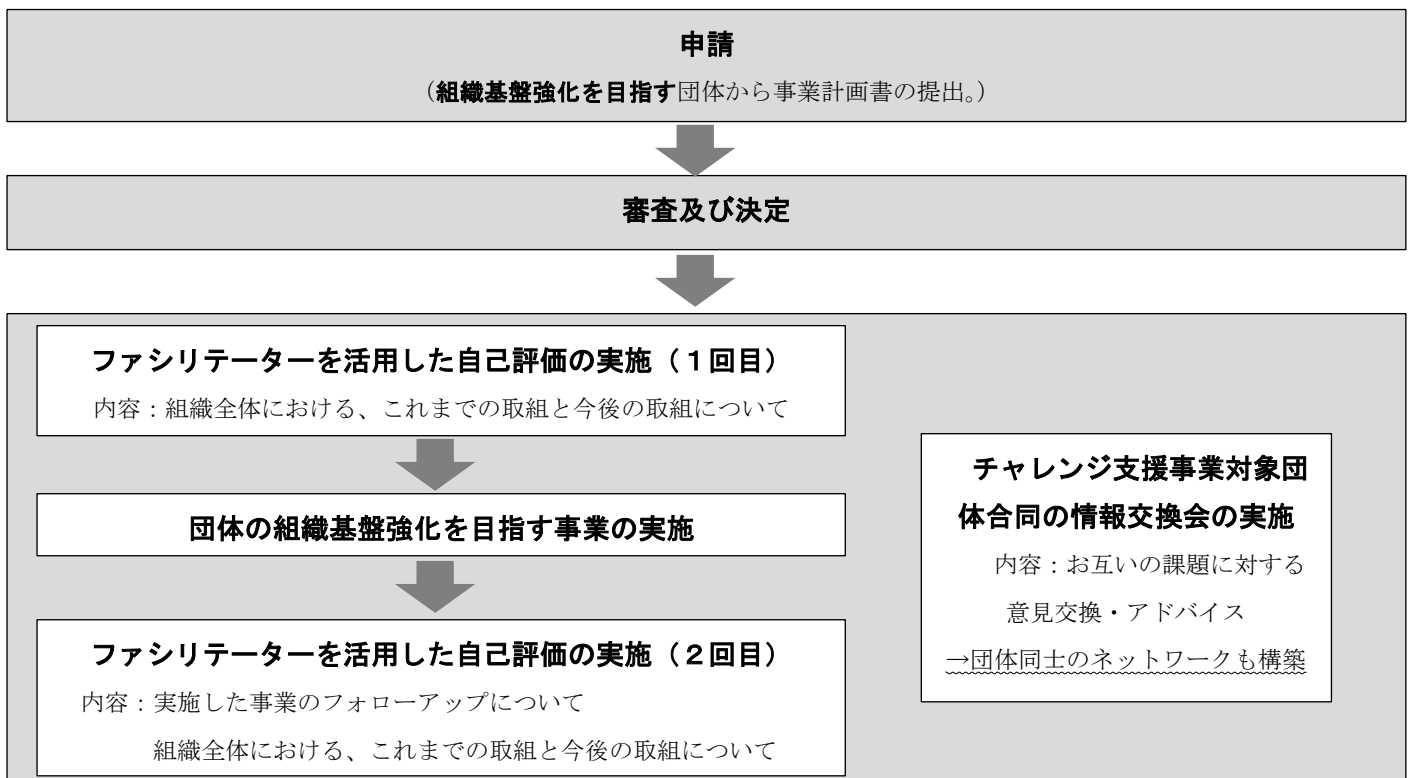 申請
（組織基盤強化を目指す団体から事業計画書の提出。）
審査及び決定
ファシリテーターを活用した自己評価の実施（１回目）
内容：組織全体における、これまでの取組と今後の取組について
団体の組織基盤強化を目指す事業の実施
ファシリテーターを活用した自己評価の実施（２回目）
内容：実施した事業のフォローアップについて
組織全体における、これまでの取組と今後の取組について
チャレンジ支援事業対象団
体合同の情報交換会の実施
内容：お互いの課題に対する
意見交換・アドバイス
→団体同士のネットワークも構築